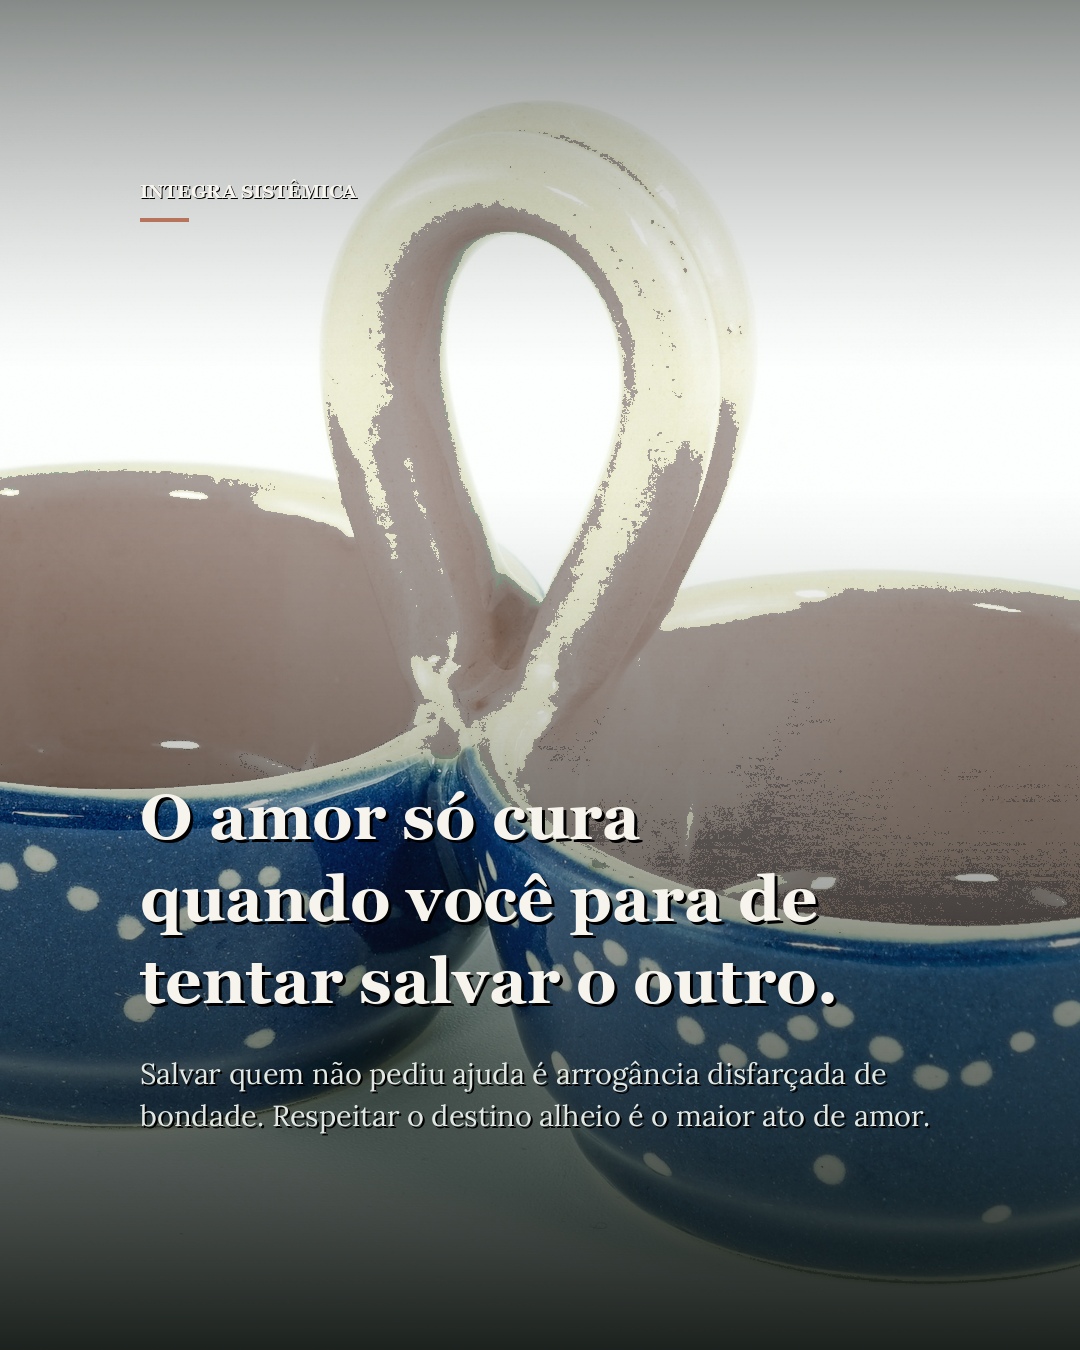 INTEGRA SISTÊMICA
O amor só cura
quando você para de
tentar salvar o outro.
Salvar quem não pediu ajuda é arrogância disfarçada de
bondade. Respeitar o destino alheio é o maior ato de amor.